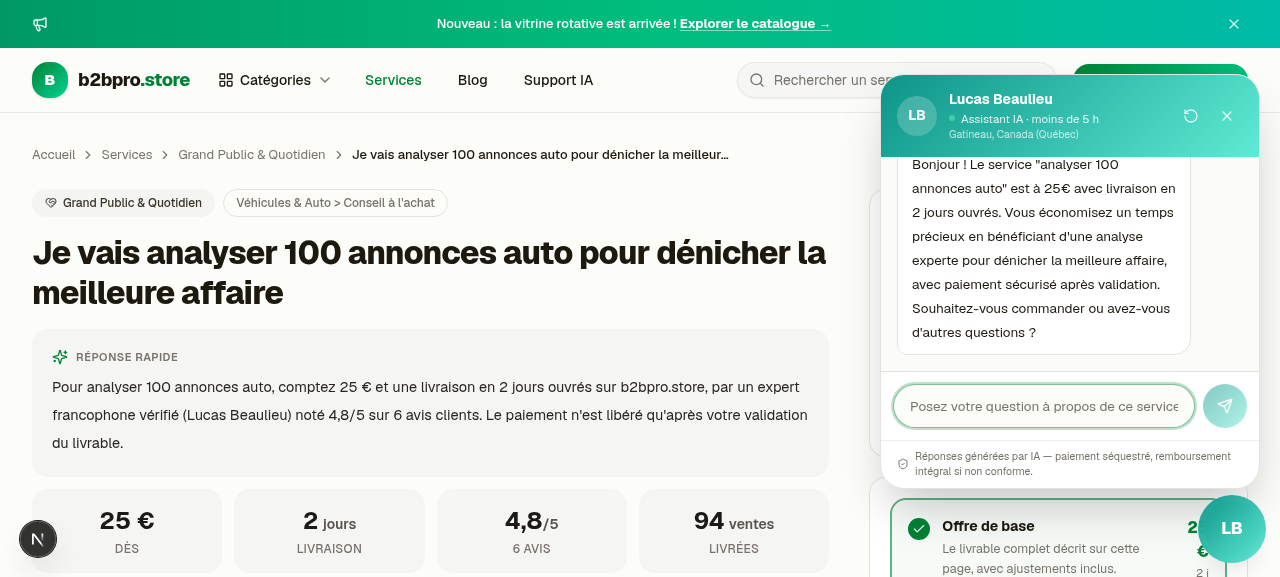 Nouveau : la vitrine rotative est arrivée ! Explorer le catalogue →
B b2bpro.store Catégories Services Blog Support IA Rechercher un
Accueil > Services > Grand Public & Quotidien > Je vais analyser 100 annonces auto pour dénicher la meilleur...
Grand Public & Quotidien Véhicules & Auto > Conseil à l'achat
Je vais analyser 100 annonces auto pour dénicher la
meilleure affaire
RÉPONSE RAPIDE
Pour analyser 100 annonces auto, comptez 25 € et une livraison en 2 jours ouvrés sur b2bpro.store, par un expert
francophone vérifié (Lucas Beaulieu) noté 4,8/5 sur 6 avis clients. Le paiement n'est libéré qu'après votre validation
du livrable.
25 €
DÈS
2 jours
LIVRAISON
4,8/5
6 AVIS
94 ventes
LIVRÉES
N
LB
Lucas Beaulieu
Assistant IA · moins de 5 h
Gatineau, Canada (Québec)
Bonjour ! Le service "analyser 100
annonces auto" est à 25€ avec livraison en
2 jours ouvrés. Vous économisez un temps
précieux en bénéficiant d'une analyse
experte pour dénicher la meilleure affaire,
avec paiement sécurisé après validation.
Souhaitez-vous commander ou avez-vous
d'autres questions ?
Posez votre question à propos de ce service
Réponses générées par IA — paiement séquestré, remboursement
intégral si non conforme.
Offre de base
Le livrable complet décrit sur cette
page, avec ajustements inclus.
€
2 j
LB